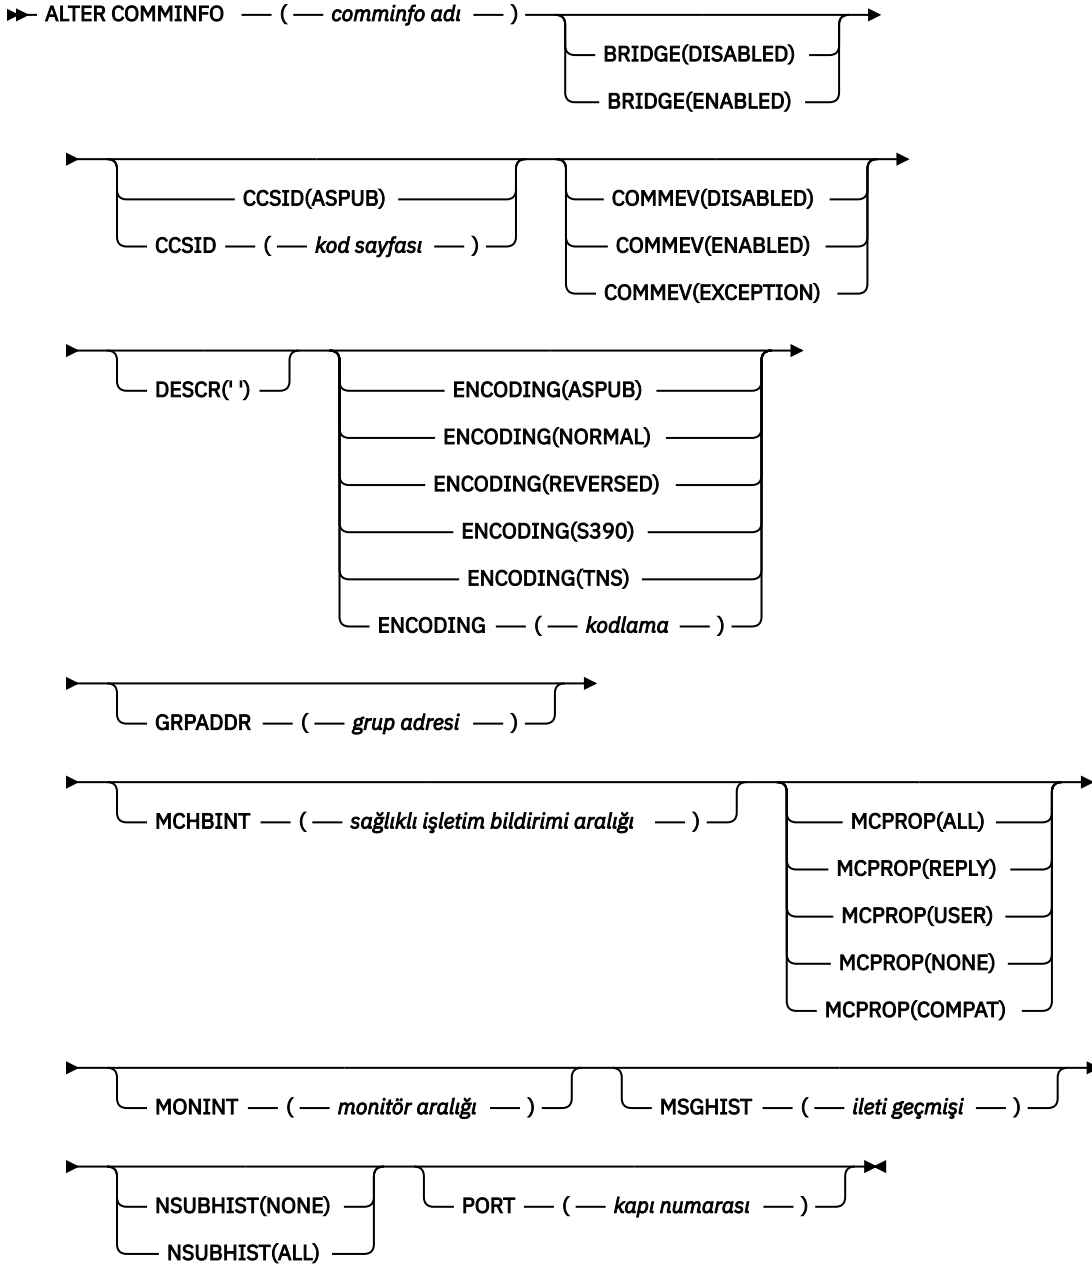 ALTER COMMINFO ( comminfo adı )
BRIDGE(DISABLED)
BRIDGE(ENABLED)
CCSID(ASPUB)
CCSID ( kod sayfası )
COMMEV(DISABLED)
COMMEV(ENABLED)
COMMEV(EXCEPTION)
DESCR(' ')
ENCODING(ASPUB)
ENCODING(NORMAL)
ENCODING(REVERSED)
ENCODING(S390)
ENCODING(TNS)
ENCODING ( kodlama )
GRPADDR ( grup adresi )
MCHBINT ( sağlıklı işletim bildirimi aralığı )
MCPROP(ALL)
MCPROP(REPLY)
MCPROP(USER)
MCPROP(NONE)
MCPROP(COMPAT)
MONINT ( monitör aralığı )
MSGHIST ( ileti geçmişi )
NSUBHIST(NONE)
NSUBHIST(ALL)
PORT ( kapı numarası )